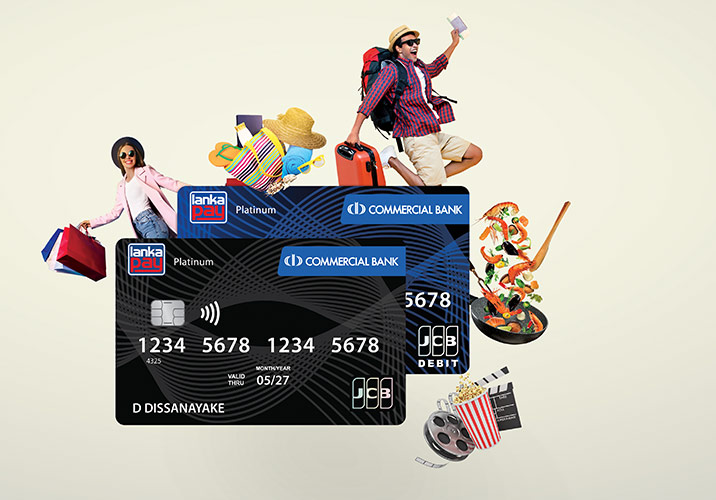 lanka
pay
Platinum
COMMERCIAL BANK
lanka
pay
Platinum
COMMERCIAL BANK
5678
1234 5678 1234 5678
4325
MONTH/YEAR
VALID
THRU
05/27
JCB
DEBIT
JCB
D DISSANAYAKE